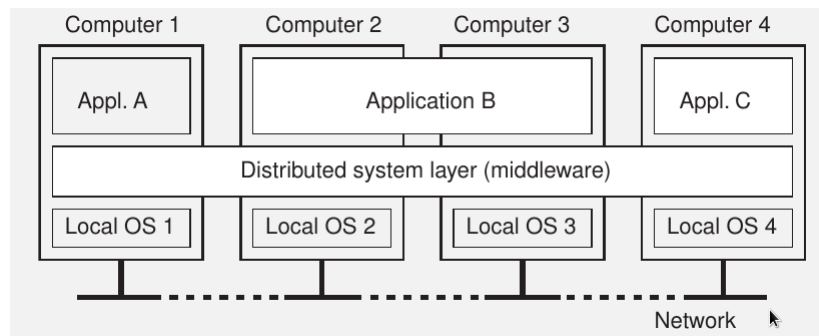 Computer 1 Computer 2 Computer 3 Computer 4
Appl. A Application B Appl. C
Distributed system layer (middleware)
Local OS 1 Local OS 2 Local OS 3 Local OS 4
Network